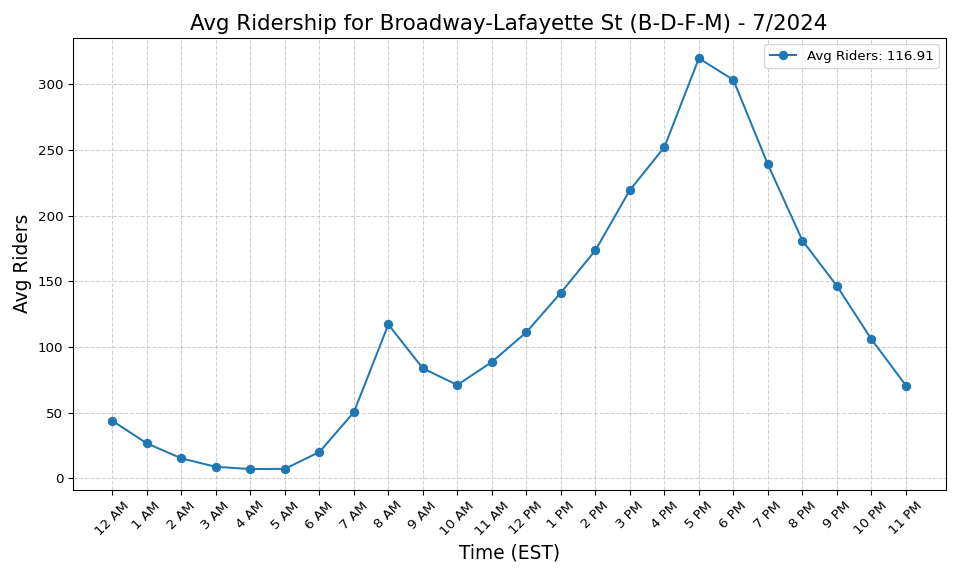 Avg Ridership for Broadway-Lafayette St (B-D-F-M) - 7/2024
Avg Riders: 116.91
Avg Riders
300
250
200
150
100
50
0
12 AM
1 AM
2 AM
3 AM
4 AM
5 AM
6 AM
7 AM
8 AM
9 AM
10 AM
11 AM
12 PM
1 PM
2 PM
3 PM
4 PM
5 PM
6 PM
7 PM
8 PM
9 PM
10 PM
11 PM
Time (EST)